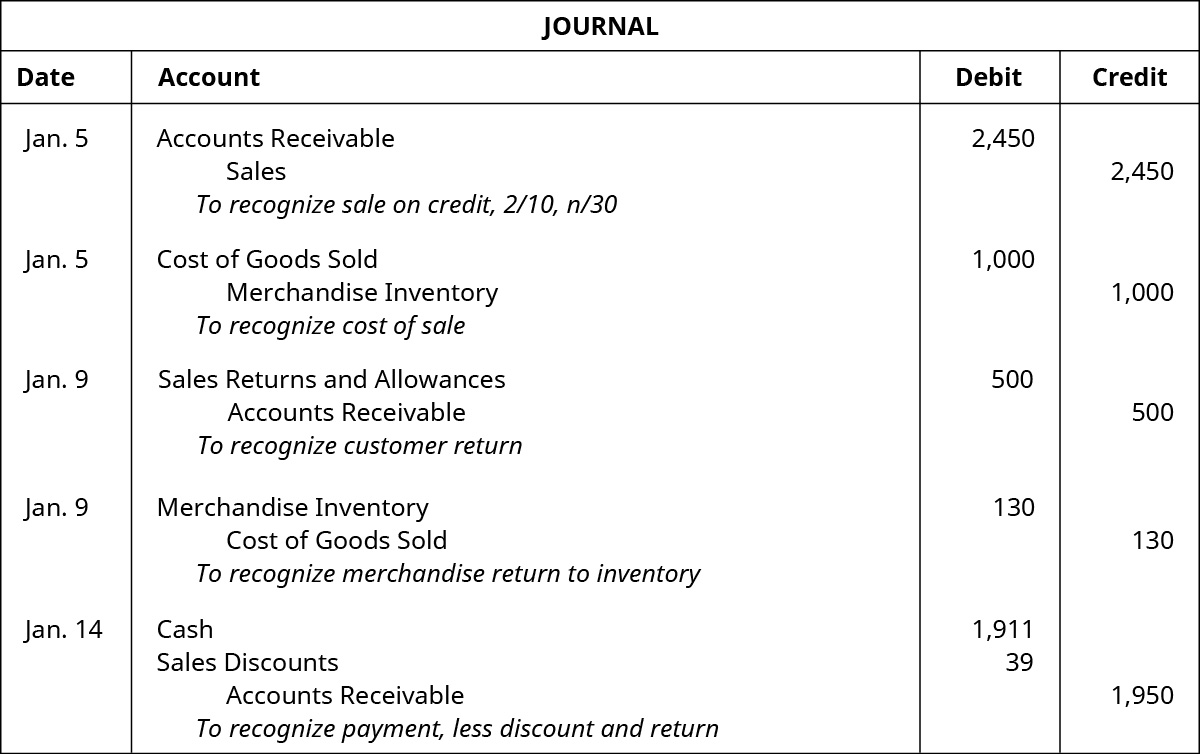 JOURNAL
Date Account Debit Credit
Jan. 5 Accounts Receivable 2,450
Sales 2,450
To recognize sale on credit, 2/10, n/30
Jan. 5 Cost of Goods Sold 1,000
Merchandise Inventory 1,000
To recognize cost of sale
Jan. 9 Sales Returns and Allowances 500
Accounts Receivable 500
To recognize customer return
Jan. 9 Merchandise Inventory 130
Cost of Goods Sold 130
To recognize merchandise return to inventory
Jan. 14 Cash 1,911
Sales Discounts 39
Accounts Receivable 1,950
To recognize payment, less discount and return